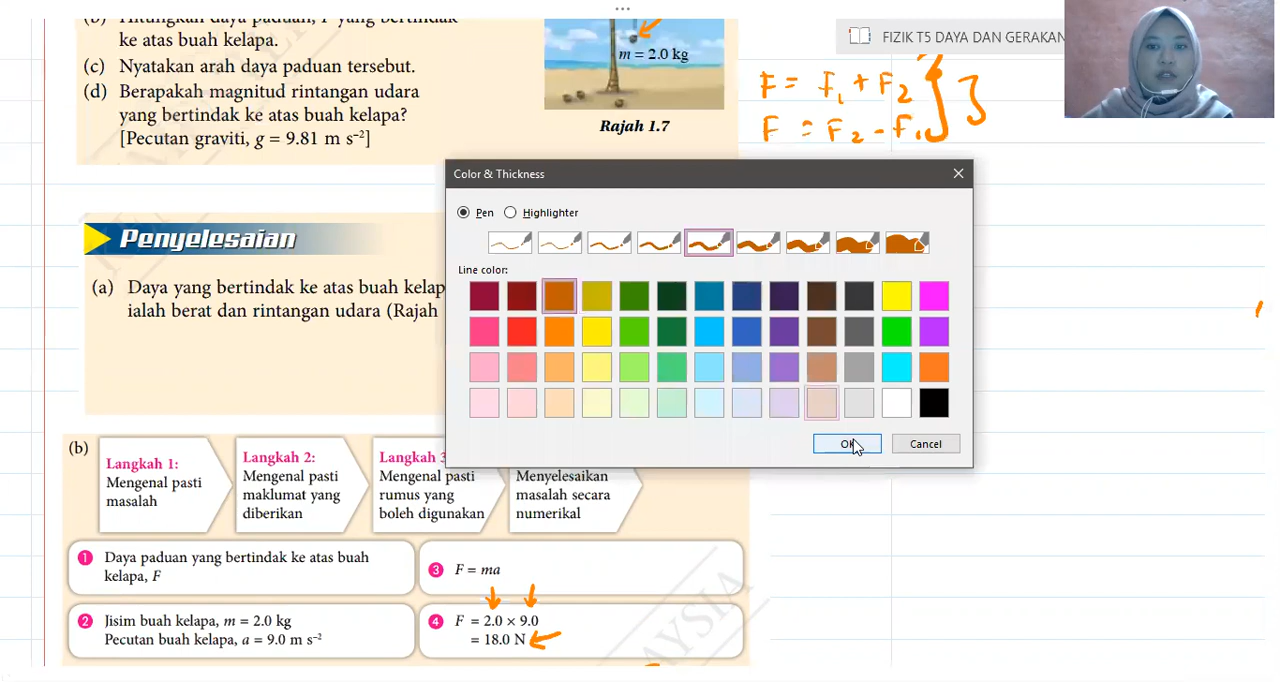 (b) Hitungkan daya paduan, F yang bertindak
ke atas buah kelapa.
(c) Nyatakan arah daya paduan tersebut.
(d) Berapakah magnitud rintangan udara
yang bertindak ke atas buah kelapa?
[Pecutan graviti, g = 9.81 m s⁻²]
m = 2.0 kg
Rajah 1.7
FIZIK T5 DAYA DAN GERAKAN
F = F₁ + F₂
F = F₂ - F₁
Color & Thickness
Pen
Highlighter
Line color:
OK
Cancel
Penyelesaian
(a) Daya yang bertindak ke atas buah kelap
ialah berat dan rintangan udara (Rajah
(b)
Langkah 1:
Mengenal pasti
masalah
Langkah 2:
Mengenal pasti
maklumat yang
diberikan
Langkah 3
Mengenal pasti
rumus yang
boleh digunakan
Menyelesaikan
masalah secara
numerikal
1 Daya paduan yang bertindak ke atas buah
kelapa, F
2 Jisim buah kelapa, m = 2.0 kg
Pecutan buah kelapa, a = 9.0 m s⁻²
3 F = ma
4 F = 2.0 × 9.0
= 18.0 N